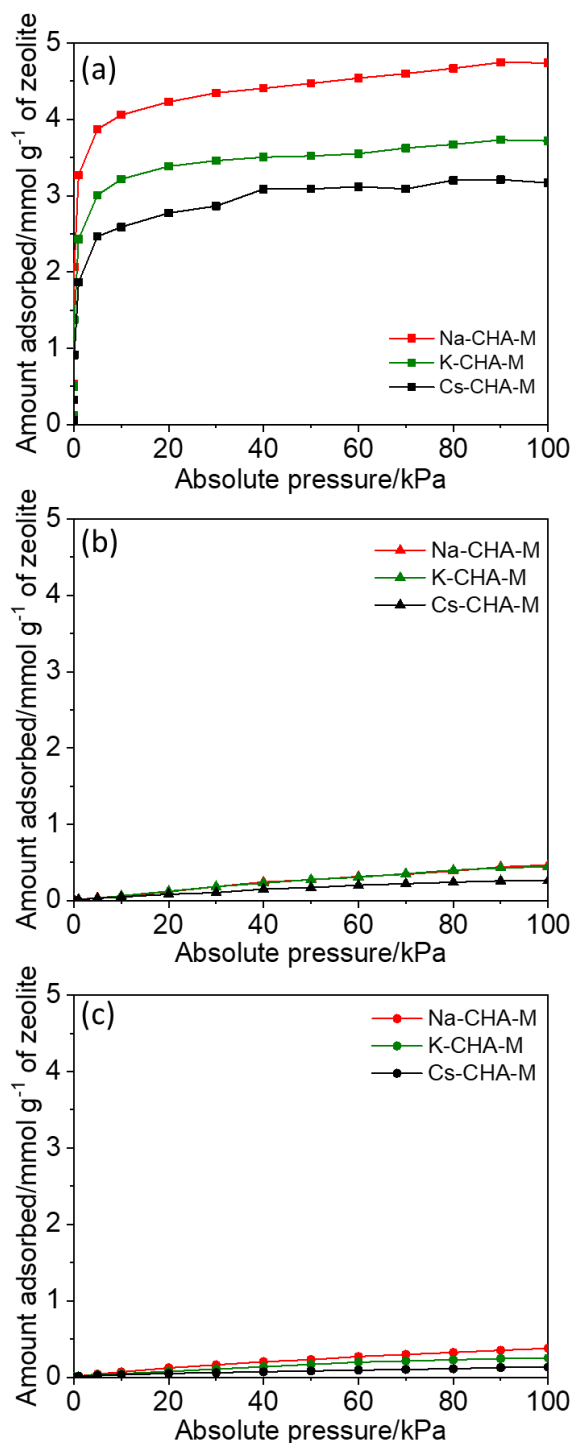 (a)
Amount adsorbed/mmol g⁻¹ of zeolite
5
4
3
2
1
0
Na-CHA-M
K-CHA-M
Cs-CHA-M
0 20 40 60 80 100
Absolute pressure/kPa
(b)
Amount adsorbed/mmol g⁻¹ of zeolite
5
4
3
2
1
0
Na-CHA-M
K-CHA-M
Cs-CHA-M
0 20 40 60 80 100
Absolute pressure/kPa
(c)
Amount adsorbed/mmol g⁻¹ of zeolite
5
4
3
2
1
0
Na-CHA-M
K-CHA-M
Cs-CHA-M
0 20 40 60 80 100
Absolute pressure/kPa